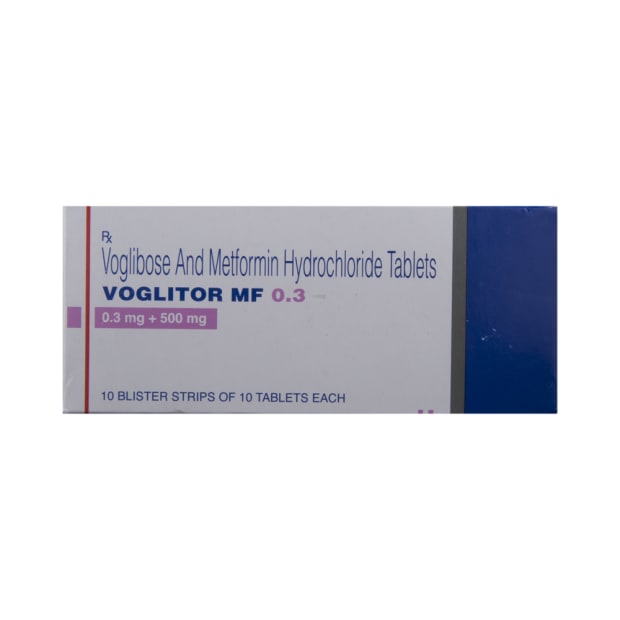 Rx
Voglibose And Metformin Hydrochloride Tablets
VOGLITOR MF 0.3
0.3 mg + 500 mg
10 BLISTER STRIPS OF 10 TABLETS EACH